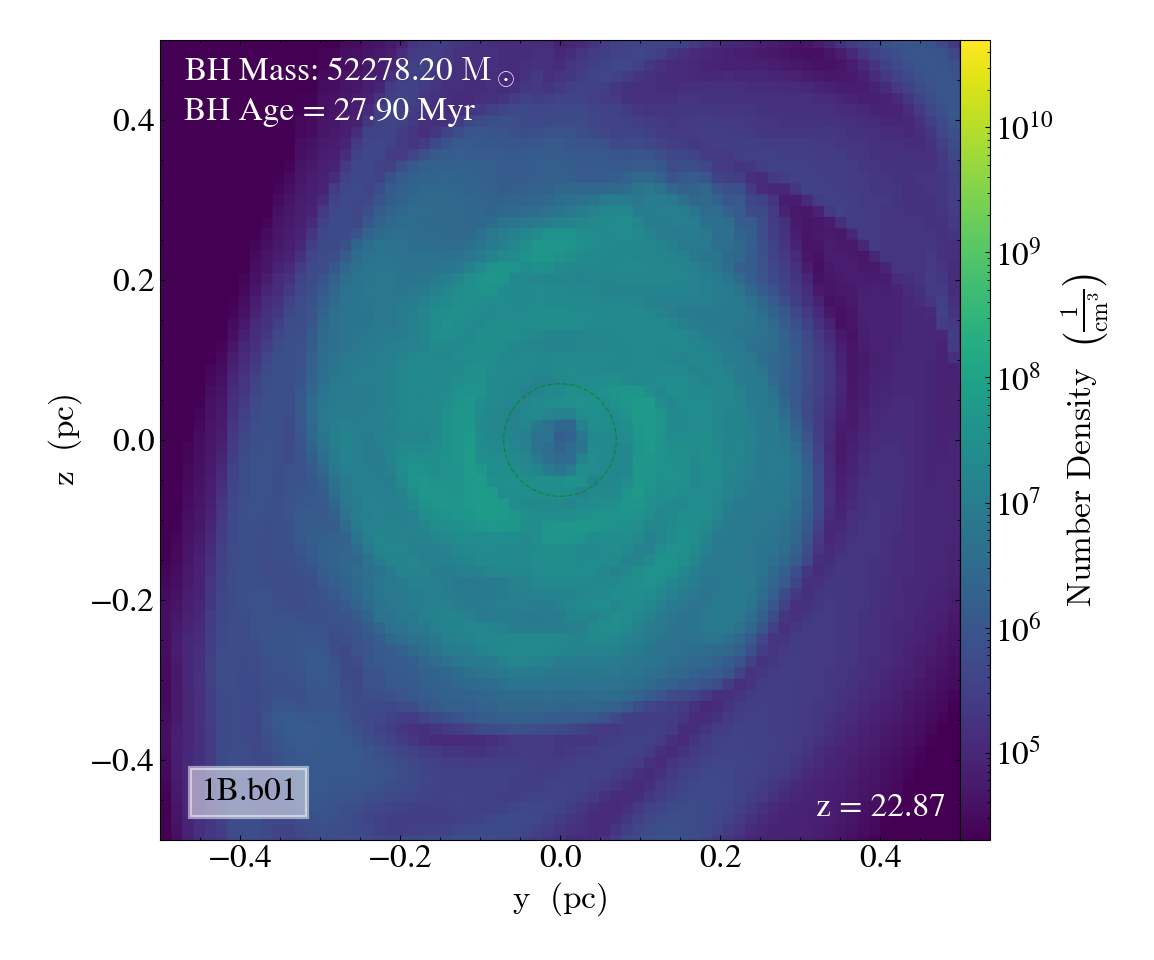 BH Mass: 52278.20 M⊙
BH Age = 27.90 Myr
1B.b01
z = 22.87
z (pc)
0.4
0.2
0.0
−0.2
−0.4
−0.4 −0.2 0.0 0.2 0.4
y (pc)
10^10
10^9
10^8
10^7
10^6
10^5
Number Density (1/cm^3)